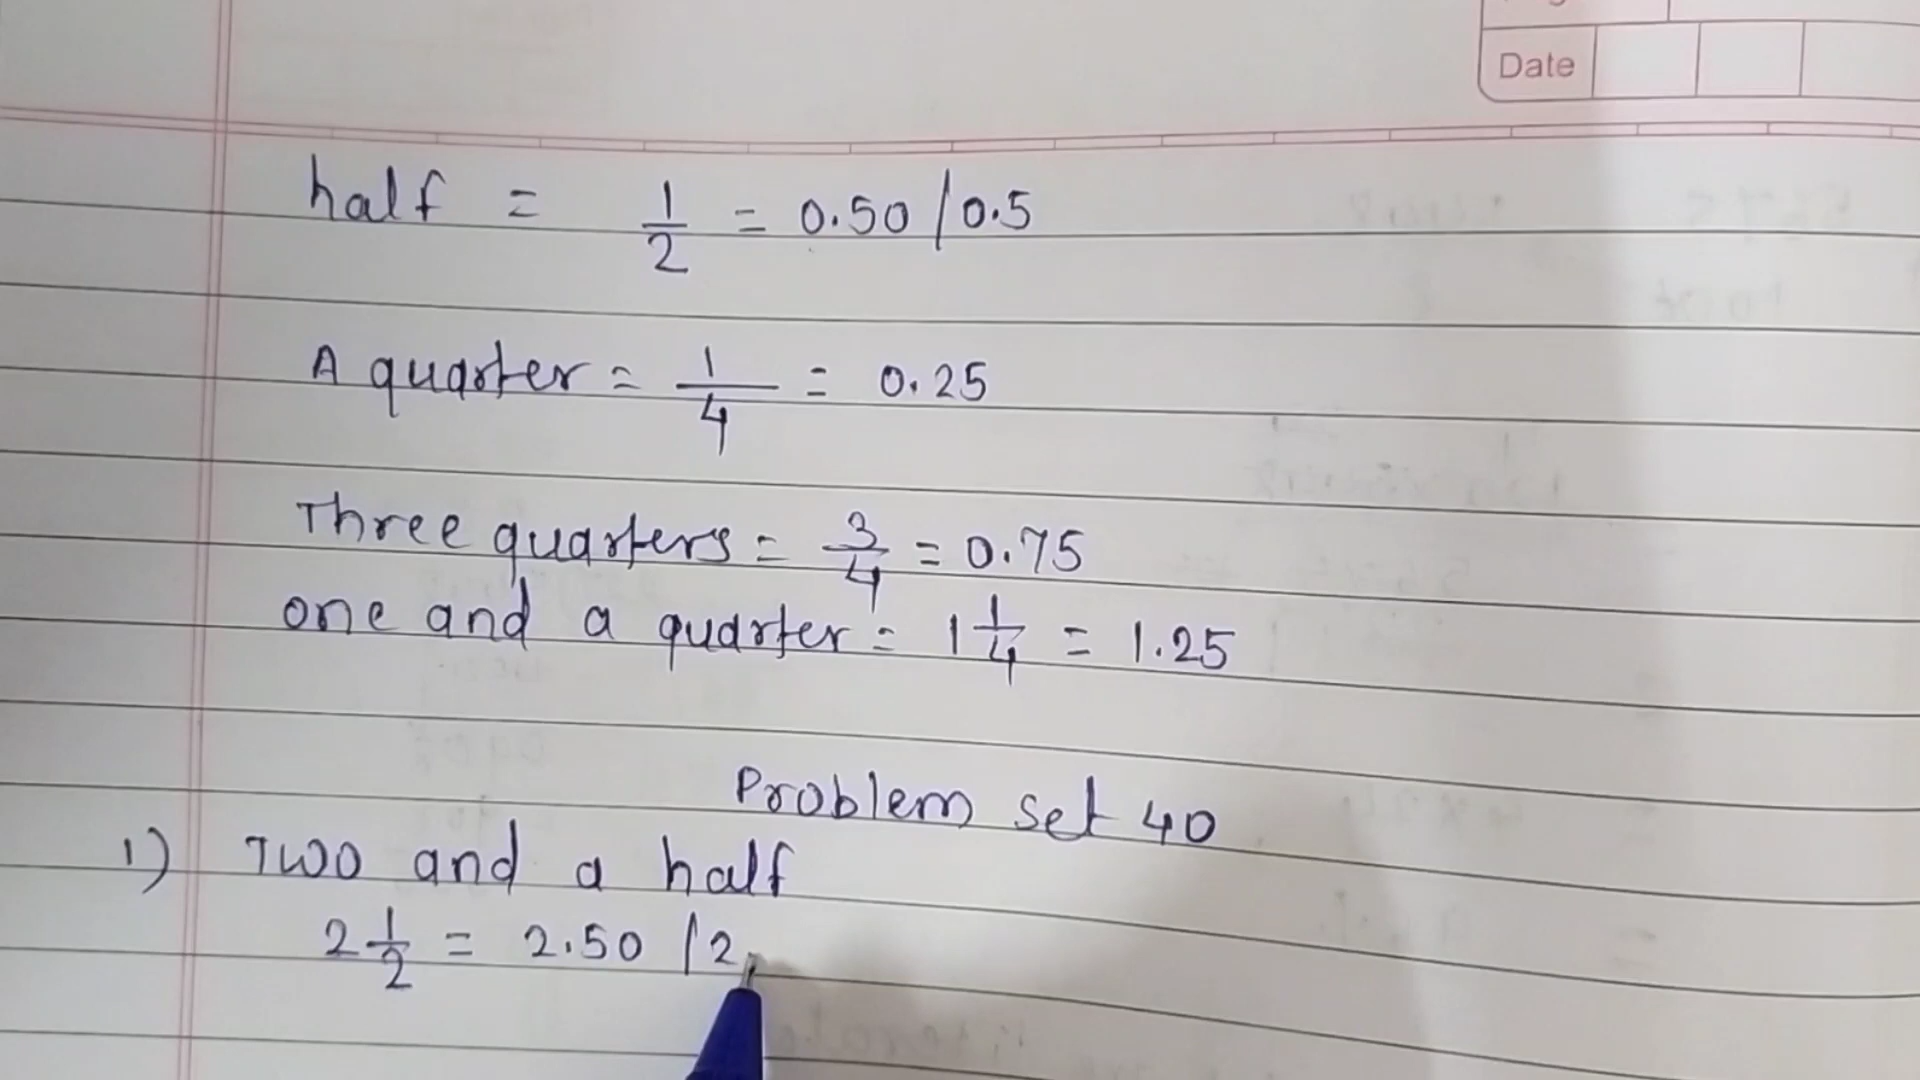 Date
half = 1/2 = 0.50 / 0.5
A quarter = 1/4 = 0.25
Three quarters = 3/4 = 0.75
one and a quarter = 1 1/4 = 1.25
Problem set 40
1) Two and a half
2 1/2 = 2.50 / 2.